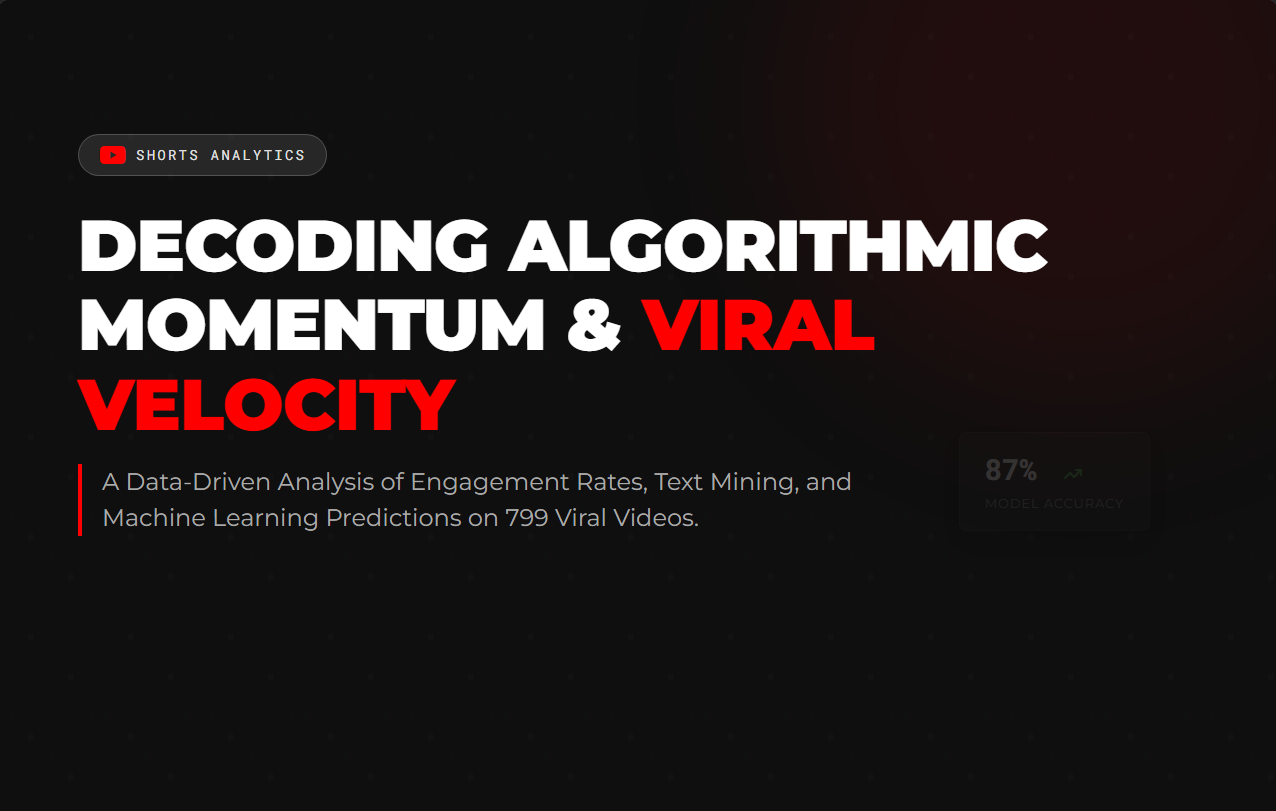 SHORTS ANALYTICS
DECODING ALGORITHMIC
MOMENTUM & VIRAL
VELOCITY
A Data-Driven Analysis of Engagement Rates, Text Mining, and
Machine Learning Predictions on 799 Viral Videos.
87%
MODEL ACCURACY